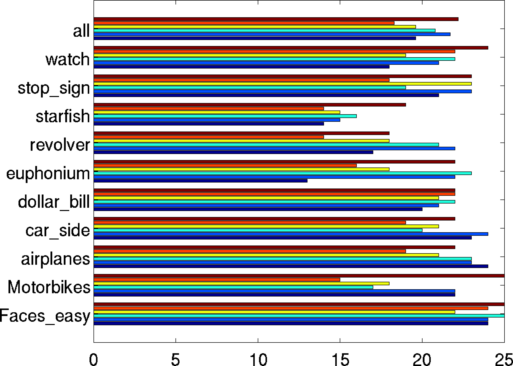 all
watch
stop_sign
starfish
revolver
euphonium
dollar_bill
car_side
airplanes
Motorbikes
Faces_easy
0 5 10 15 20 25